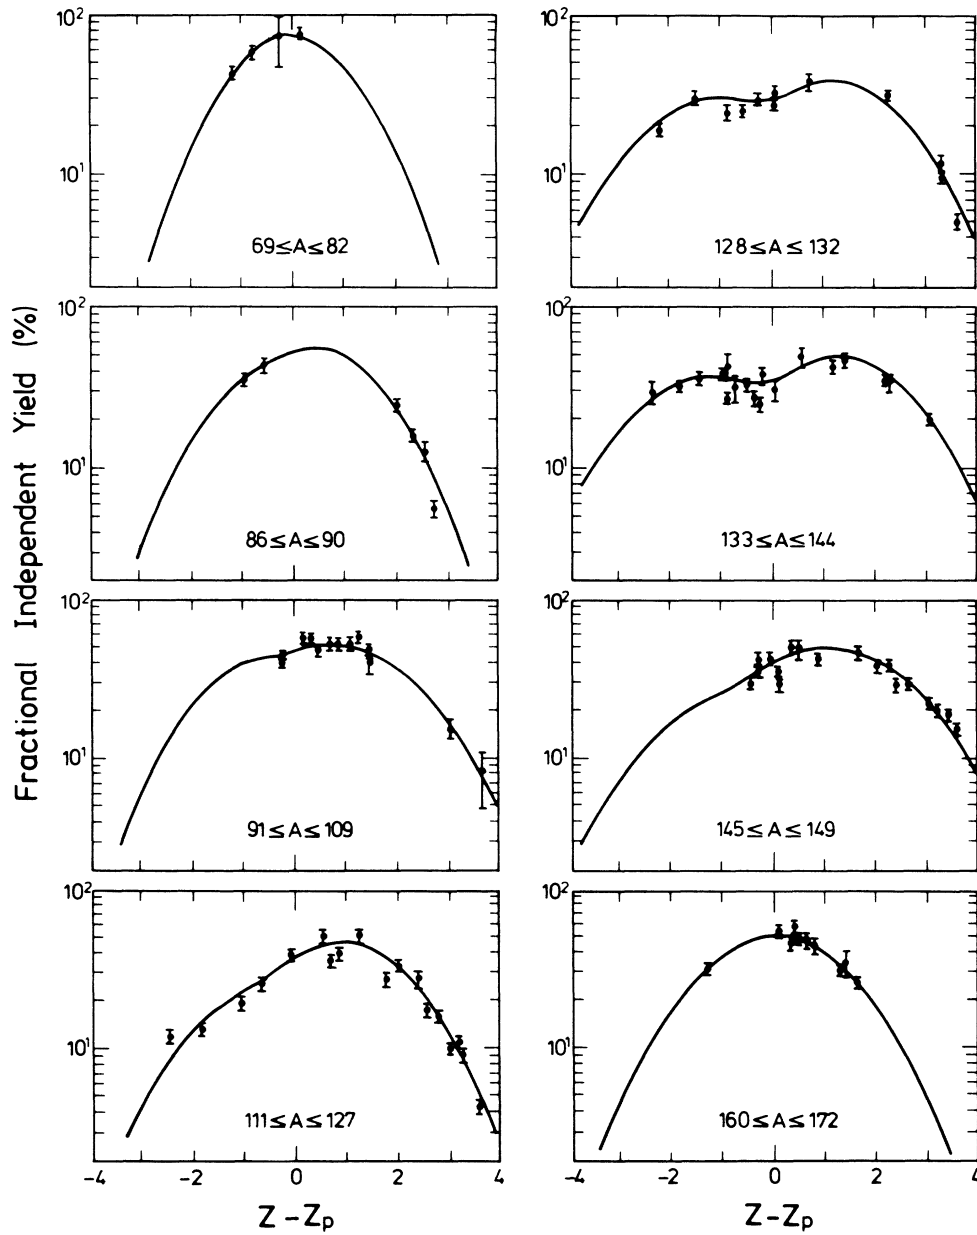 Fractional Independent Yield (%)
10²
10¹
69≤A≤82
10²
10¹
128≤A≤132
10²
10¹
86≤A≤90
10²
10¹
133≤A≤144
10²
10¹
91≤A≤109
10²
10¹
145≤A≤149
10²
10¹
111≤A≤127
10²
10¹
160≤A≤172
−4 −2 0 2 4
−4 −2 0 2 4
Z − Zp
Z − Zp